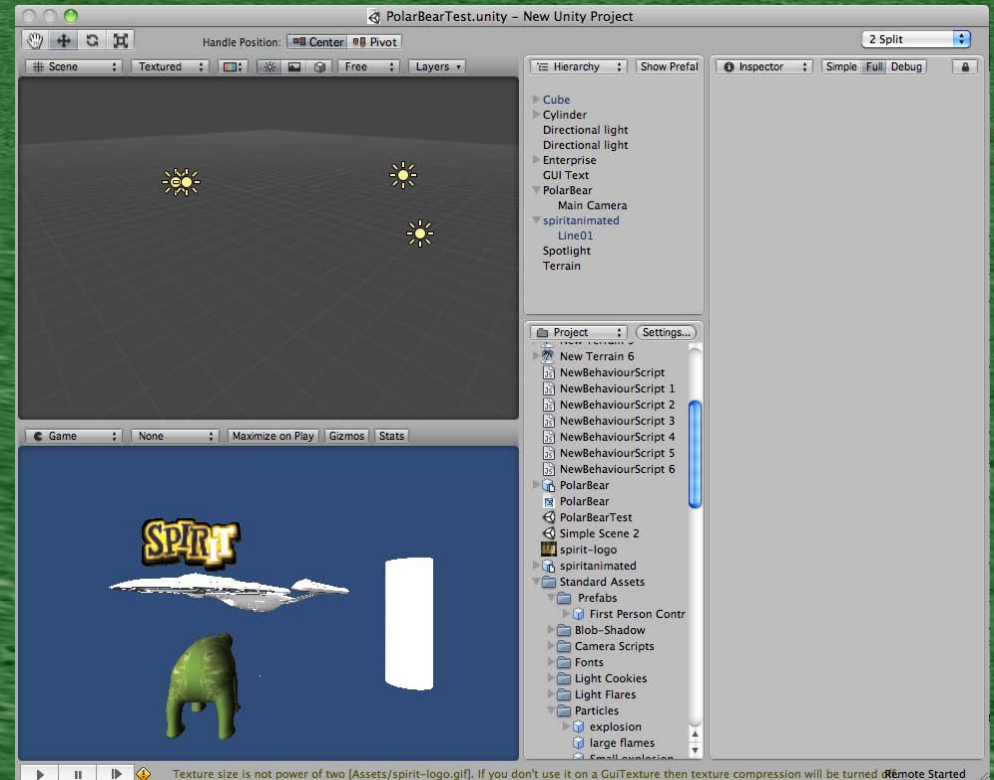 PolarBearTest.unity – New Unity Project
Handle Position: Center Pivot
2 Split
Scene Textured Free Layers
Hierarchy Show Prefal
Inspector Simple Full Debug
Cube
Cylinder
Directional light
Directional light
Enterprise
GUI Text
PolarBear
Main Camera
spiritanimated
Line01
Spotlight
Terrain
Project Settings...
New Terrain 5
New Terrain 6
NewBehaviourScript
NewBehaviourScript 1
NewBehaviourScript 2
NewBehaviourScript 3
NewBehaviourScript 4
NewBehaviourScript 5
NewBehaviourScript 6
PolarBear
PolarBear
PolarBearTest
Simple Scene 2
spirit-logo
spiritanimated
Standard Assets
Prefabs
First Person Contr
Blob-Shadow
Camera Scripts
Fonts
Light Cookies
Light Flares
Particles
explosion
large flames
Small explosion
Game None Maximize on Play Gizmos Stats
SPIRIT
Texture size is not power of two [Assets/spirit-logo.gif]. If you don't use it on a GuiTexture then texture compression will be turned
Remote Started